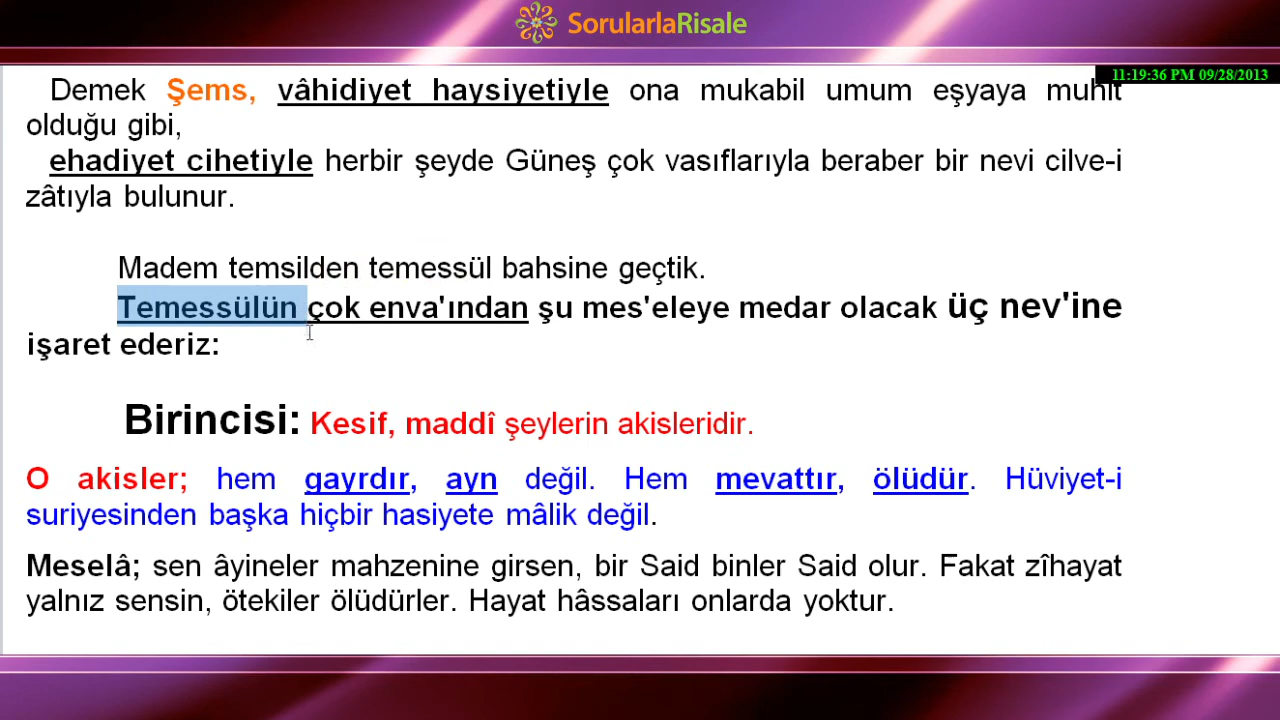 SorularlaRisale
11:19:36 PM 09/28/2013
Demek Şems, vâhidiyet haysiyetiyle ona mukabil umum eşyaya muhit
olduğu gibi,
ehadiyet cihetiyle herbir şeyde Güneş çok vasıflarıyla beraber bir nevi cilve-i
zâtıyla bulunur.
Madem temsilden temessül bahsine geçtik.
Temessülün çok enva'ından şu mes'eleye medar olacak üç nev'ine
işaret ederiz:
Birincisi: Kesif, maddî şeylerin akisleridir.
O akisler; hem gayrdır, ayn değil. Hem mevattır, ölüdür. Hüviyet-i
suriyesinden başka hiçbir hasiyete mâlik değil.
Meselâ; sen âyineler mahzenine girsen, bir Said binler Said olur. Fakat zîhayat
yalnız sensin, ötekiler ölüdürler. Hayat hâssaları onlarda yoktur.